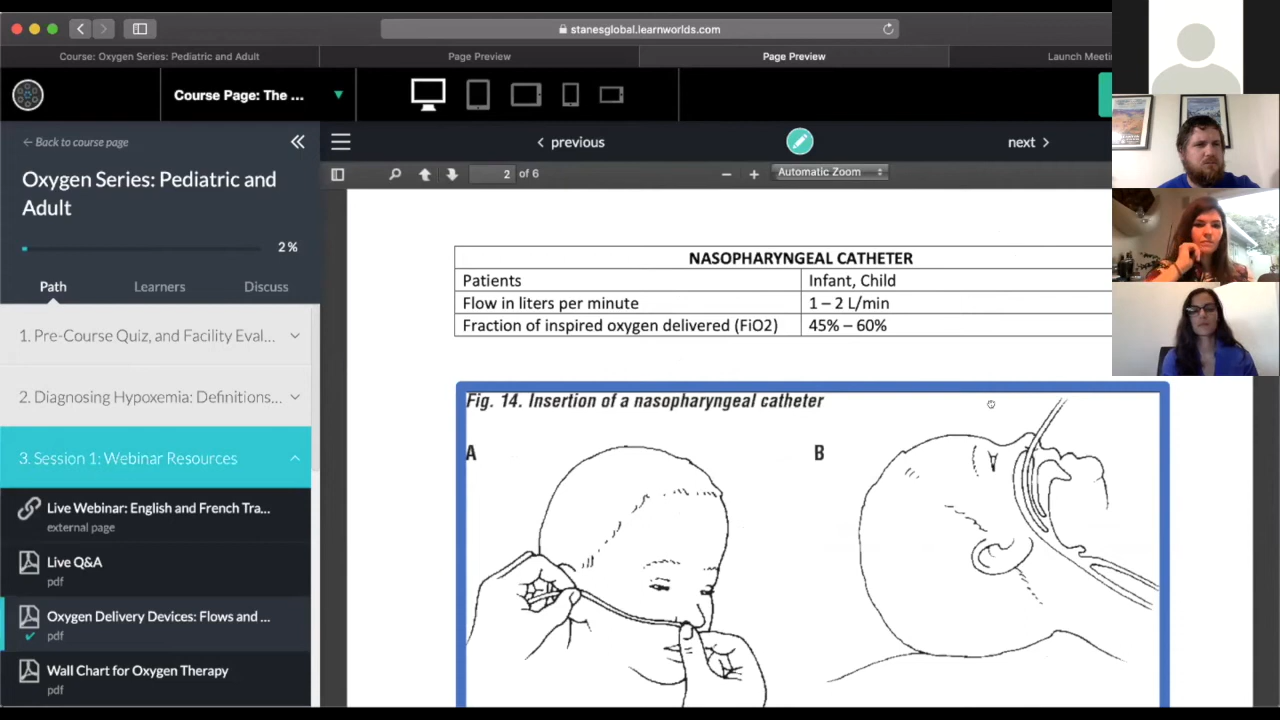 stanesglobal.learnworlds.com
Course: Oxygen Series: Pediatric and Adult
Page Preview
Page Preview
Launch Meeti
Course Page: The ...
← Back to course page
Oxygen Series: Pediatric and
Adult
2%
Path
Learners
Discuss
1. Pre-Course Quiz, and Facility Eval...
2. Diagnosing Hypoxemia: Definitions...
3. Session 1: Webinar Resources
Live Webinar: English and French Tra...
external page
Live Q&A
pdf
Oxygen Delivery Devices: Flows and ...
pdf
Wall Chart for Oxygen Therapy
pdf
previous
next
2 of 6
Automatic Zoom
NASOPHARYNGEAL CATHETER
Patients Infant, Child
Flow in liters per minute 1 – 2 L/min
Fraction of inspired oxygen delivered (FiO2) 45% – 60%
Fig. 14. Insertion of a nasopharyngeal catheter
A
B